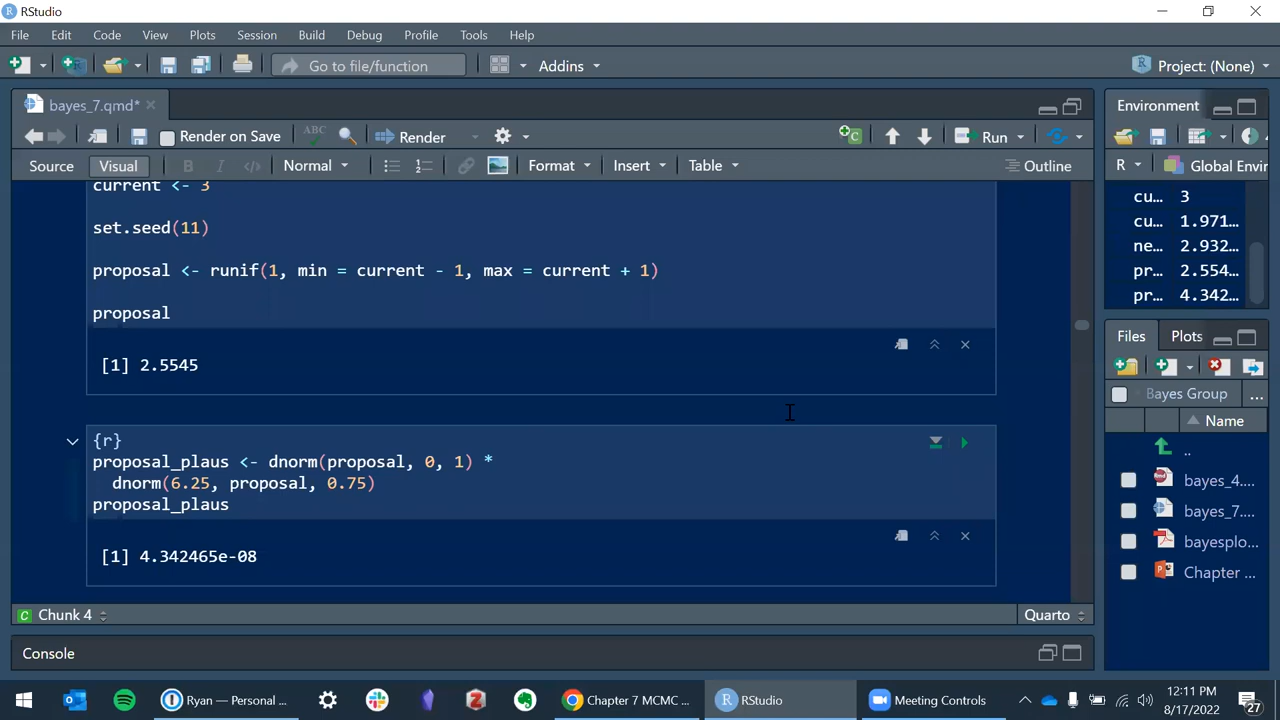 RStudio
File Edit Code View Plots Session Build Debug Profile Tools Help
Go to file/function Addins Project: (None)
bayes_7.qmd*
Render on Save ABC Render Run
Source Visual B I </> Normal Format Insert Table Outline
current <- 3
set.seed(11)
proposal <- runif(1, min = current - 1, max = current + 1)
proposal
[1] 2.5545
{r}
proposal_plaus <- dnorm(proposal, 0, 1) *
dnorm(6.25, proposal, 0.75)
proposal_plaus
[1] 4.342465e-08
Chunk 4 Quarto
Console
Environment
R Global Envir
cu... 3
cu... 1.971...
ne... 2.932...
pr... 2.554...
pr... 4.342...
Files Plots
Bayes Group ...
Name
..
bayes_4....
bayes_7....
bayesplo...
Chapter ...
Ryan — Personal ... Chapter 7 MCMC ... RStudio Meeting Controls
12:11 PM
8/17/2022
27